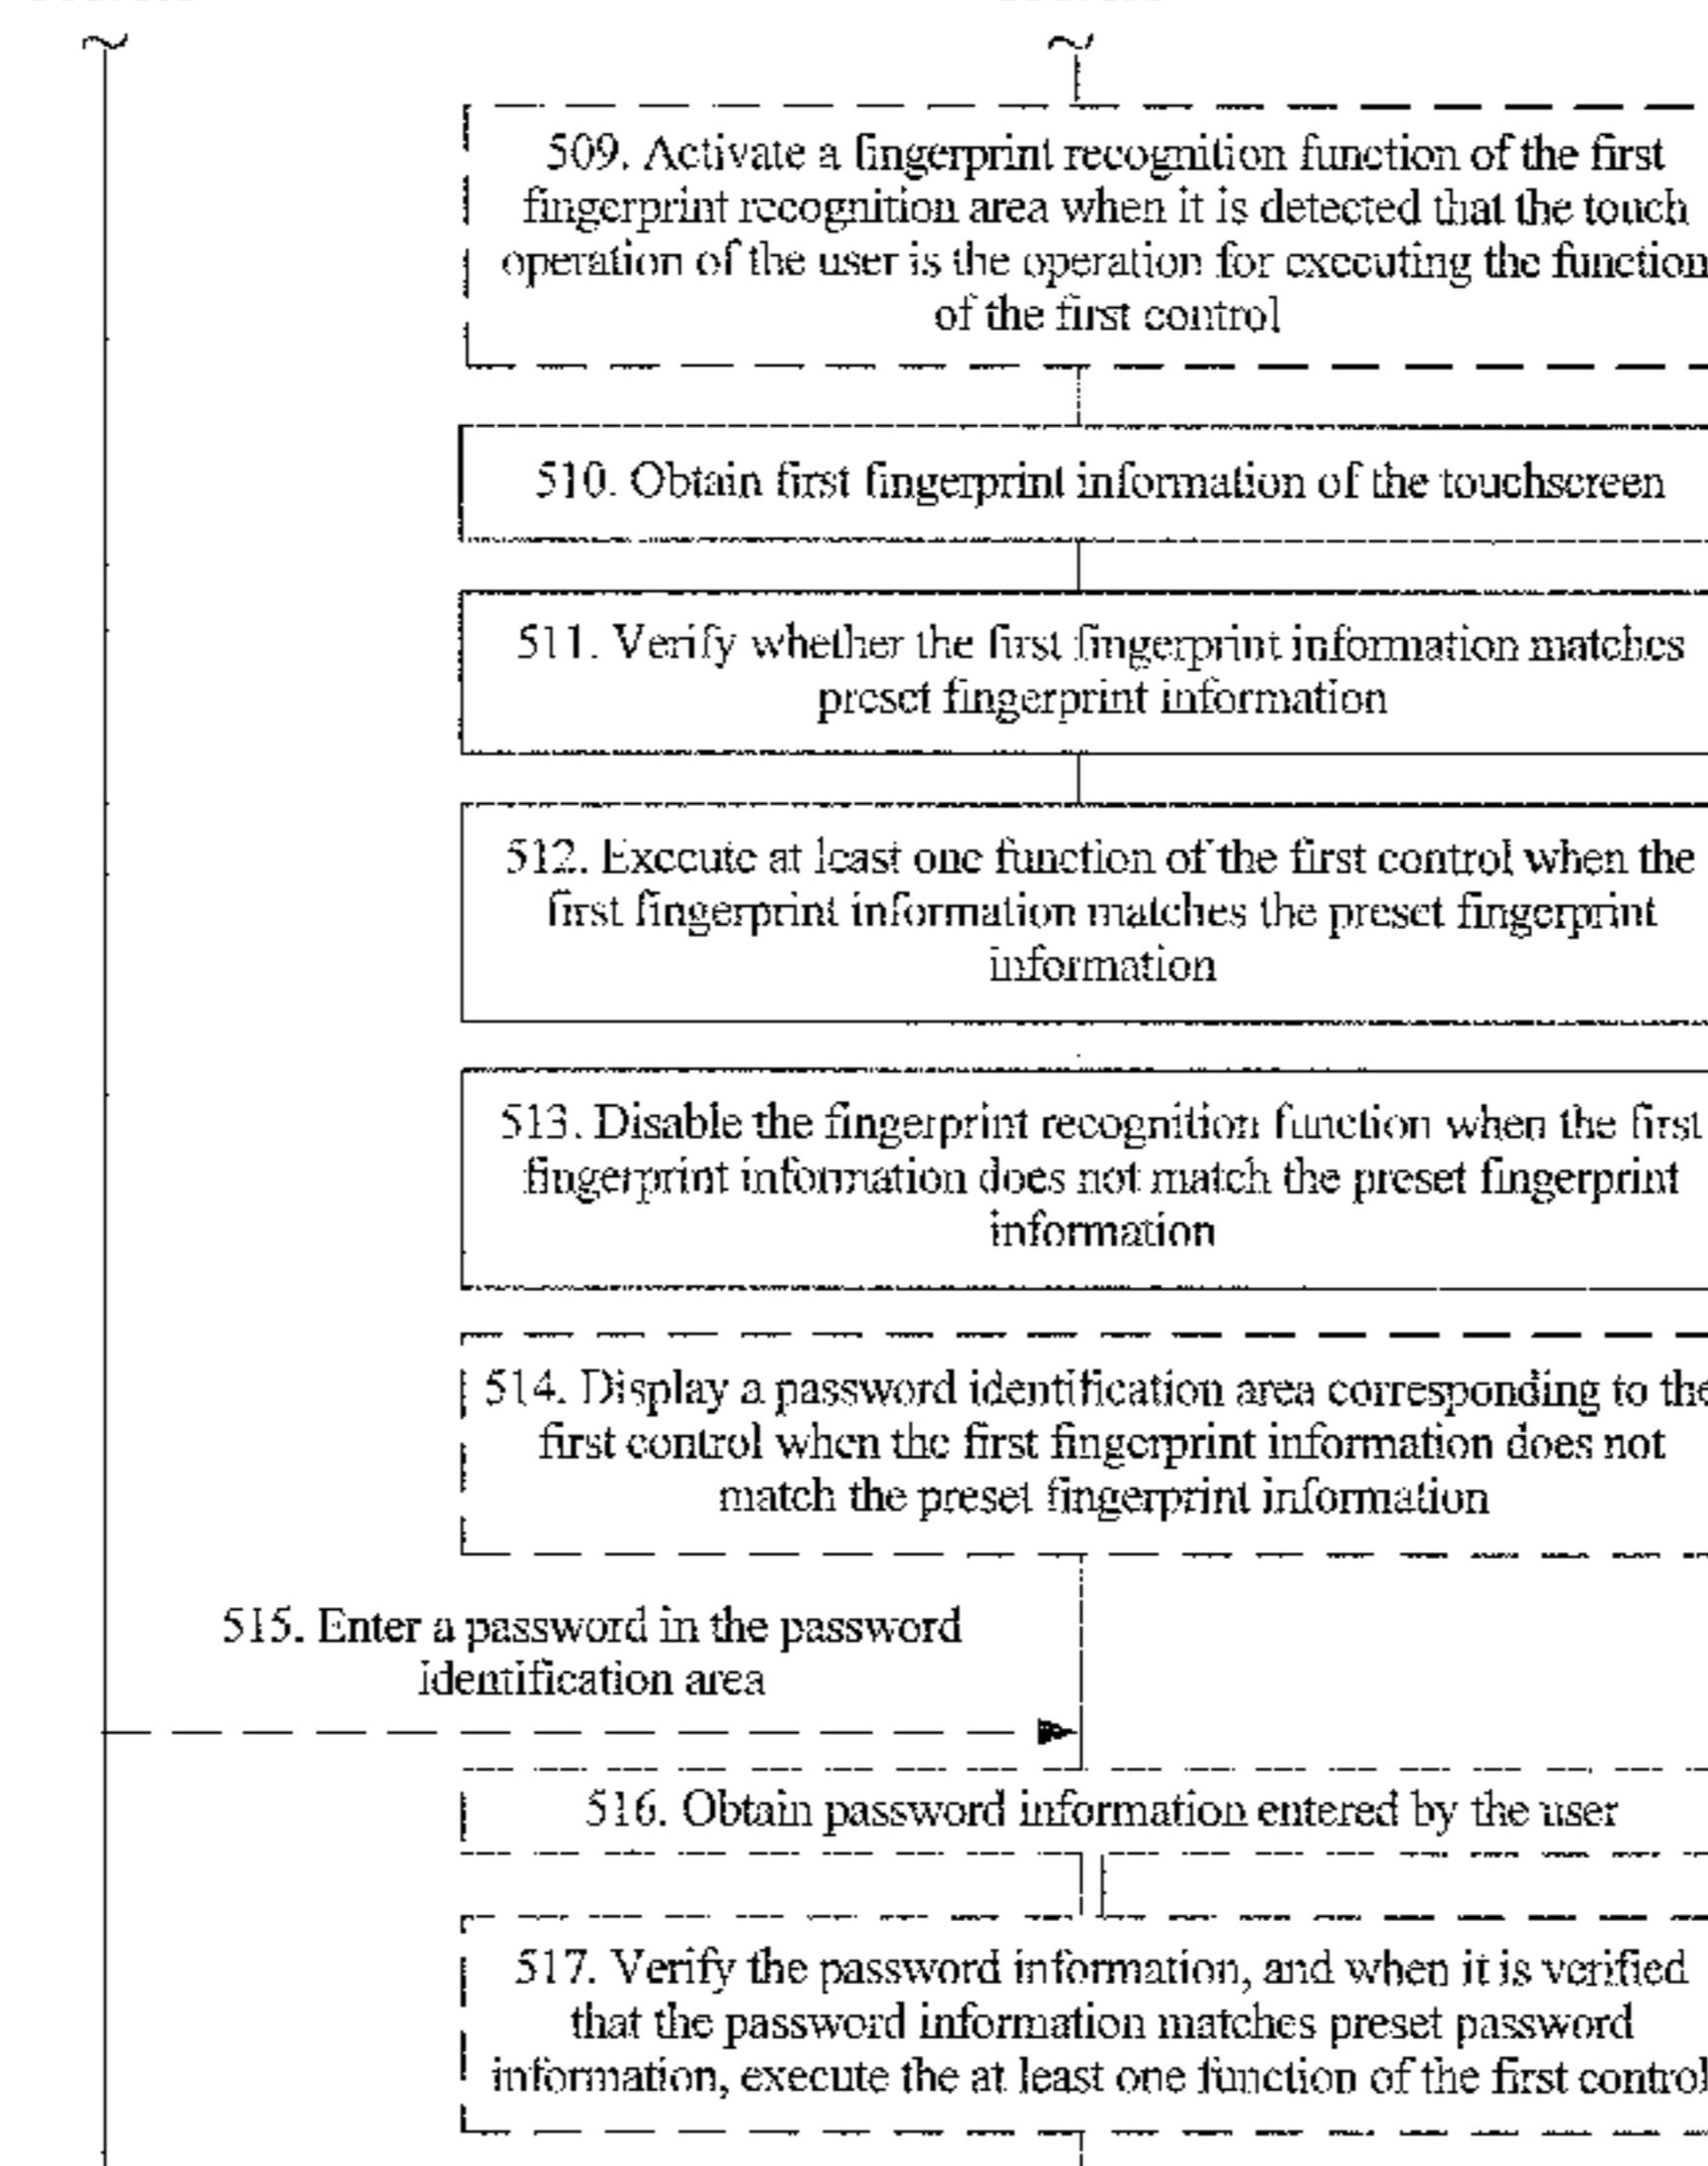 509. Activate a fingerprint recognition function of the first
fingerprint recognition area when it is detected that the touch
operation of the user is the operation for executing the function
of the first control
510. Obtain first fingerprint information of the touchscreen
511. Verify whether the first fingerprint information matches
preset fingerprint information
512. Execute at least one function of the first control when the
first fingerprint information matches the preset fingerprint
information
513. Disable the fingerprint recognition function when the first
fingerprint information does not match the preset fingerprint
information
514. Display a password identification area corresponding to the
first control when the first fingerprint information does not
match the preset fingerprint information
515. Enter a password in the password
identification area
516. Obtain password information entered by the user
517. Verify the password information, and when it is verified
that the password information matches preset password
information, execute the at least one function of the first control